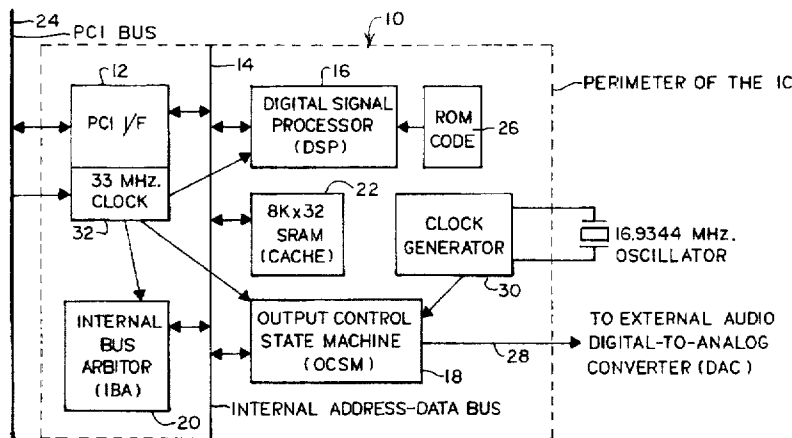 24
PCI BUS
10
12
14
16
PERIMETER OF THE IC
PCI I/F
DIGITAL SIGNAL
PROCESSOR
(DSP)
ROM
CODE
26
33 MHz.
CLOCK
32
22
8K x 32
SRAM
(CACHE)
CLOCK
GENERATOR
30
16.9344 MHz.
OSCILLATOR
INTERNAL
BUS
ARBITOR
(IBA)
20
OUTPUT CONTROL
STATE MACHINE
(OCSM)
18
28
TO EXTERNAL AUDIO
DIGITAL-TO-ANALOG
CONVERTER (DAC)
INTERNAL ADDRESS-DATA BUS